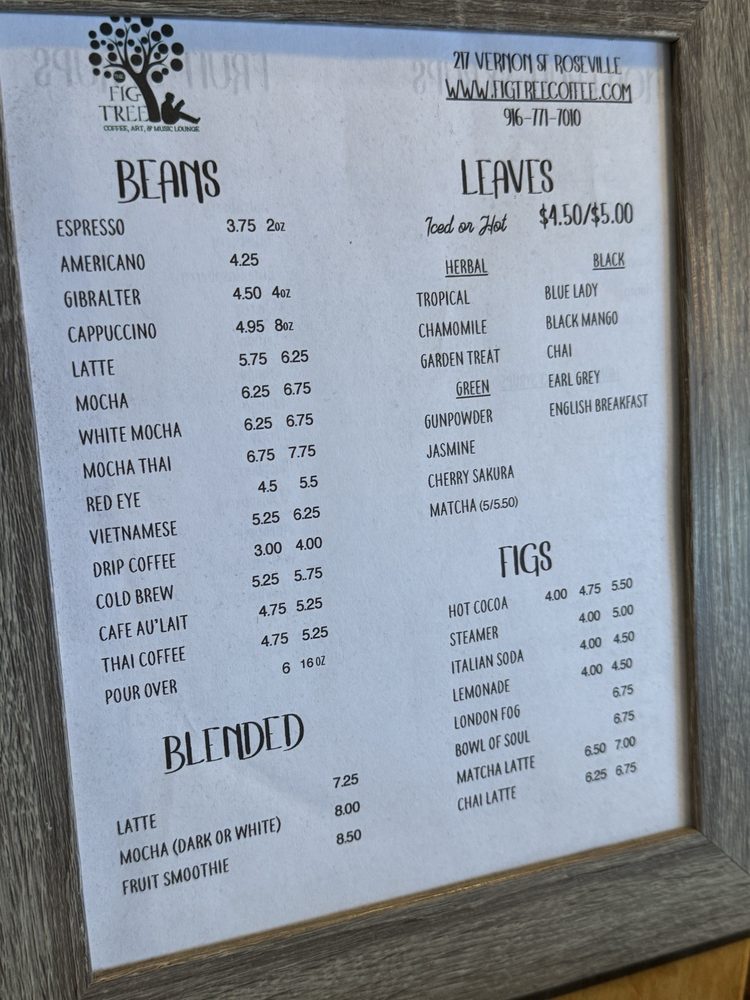 THE
FIG
TREE
COFFEE, ART, & MUSIC LOUNGE
217 VERNON ST ROSEVILLE
WWW.FIGTREECOFFEE.COM
916-771-7010
BEANS
ESPRESSO 3.75 2oz
AMERICANO 4.25
GIBRALTER 4.50 4oz
CAPPUCCINO 4.95 8oz
LATTE 5.75 6.25
MOCHA 6.25 6.75
WHITE MOCHA 6.25 6.75
MOCHA THAI 6.75 7.75
RED EYE 4.5 5.5
VIETNAMESE 5.25 6.25
DRIP COFFEE 3.00 4.00
COLD BREW 5.25 5..75
CAFE AU'LAIT 4.75 5.25
THAI COFFEE 4.75 5.25
POUR OVER 6 16 OZ
BLENDED
LATTE 7.25
MOCHA (DARK OR WHITE) 8.00
FRUIT SMOOTHIE 8.50
LEAVES
Iced or Hot $4.50/$5.00
HERBAL
TROPICAL
CHAMOMILE
GARDEN TREAT
GREEN
GUNPOWDER
JASMINE
CHERRY SAKURA
MATCHA (5/5.50)
BLACK
BLUE LADY
BLACK MANGO
CHAI
EARL GREY
ENGLISH BREAKFAST
FIGS
HOT COCOA 4.00 4.75 5.50
STEAMER 4.00 5.00
ITALIAN SODA 4.00 4.50
LEMONADE 4.00 4.50
LONDON FOG 6.75
BOWL OF SOUL 6.75
MATCHA LATTE 6.50 7.00
CHAI LATTE 6.25 6.75